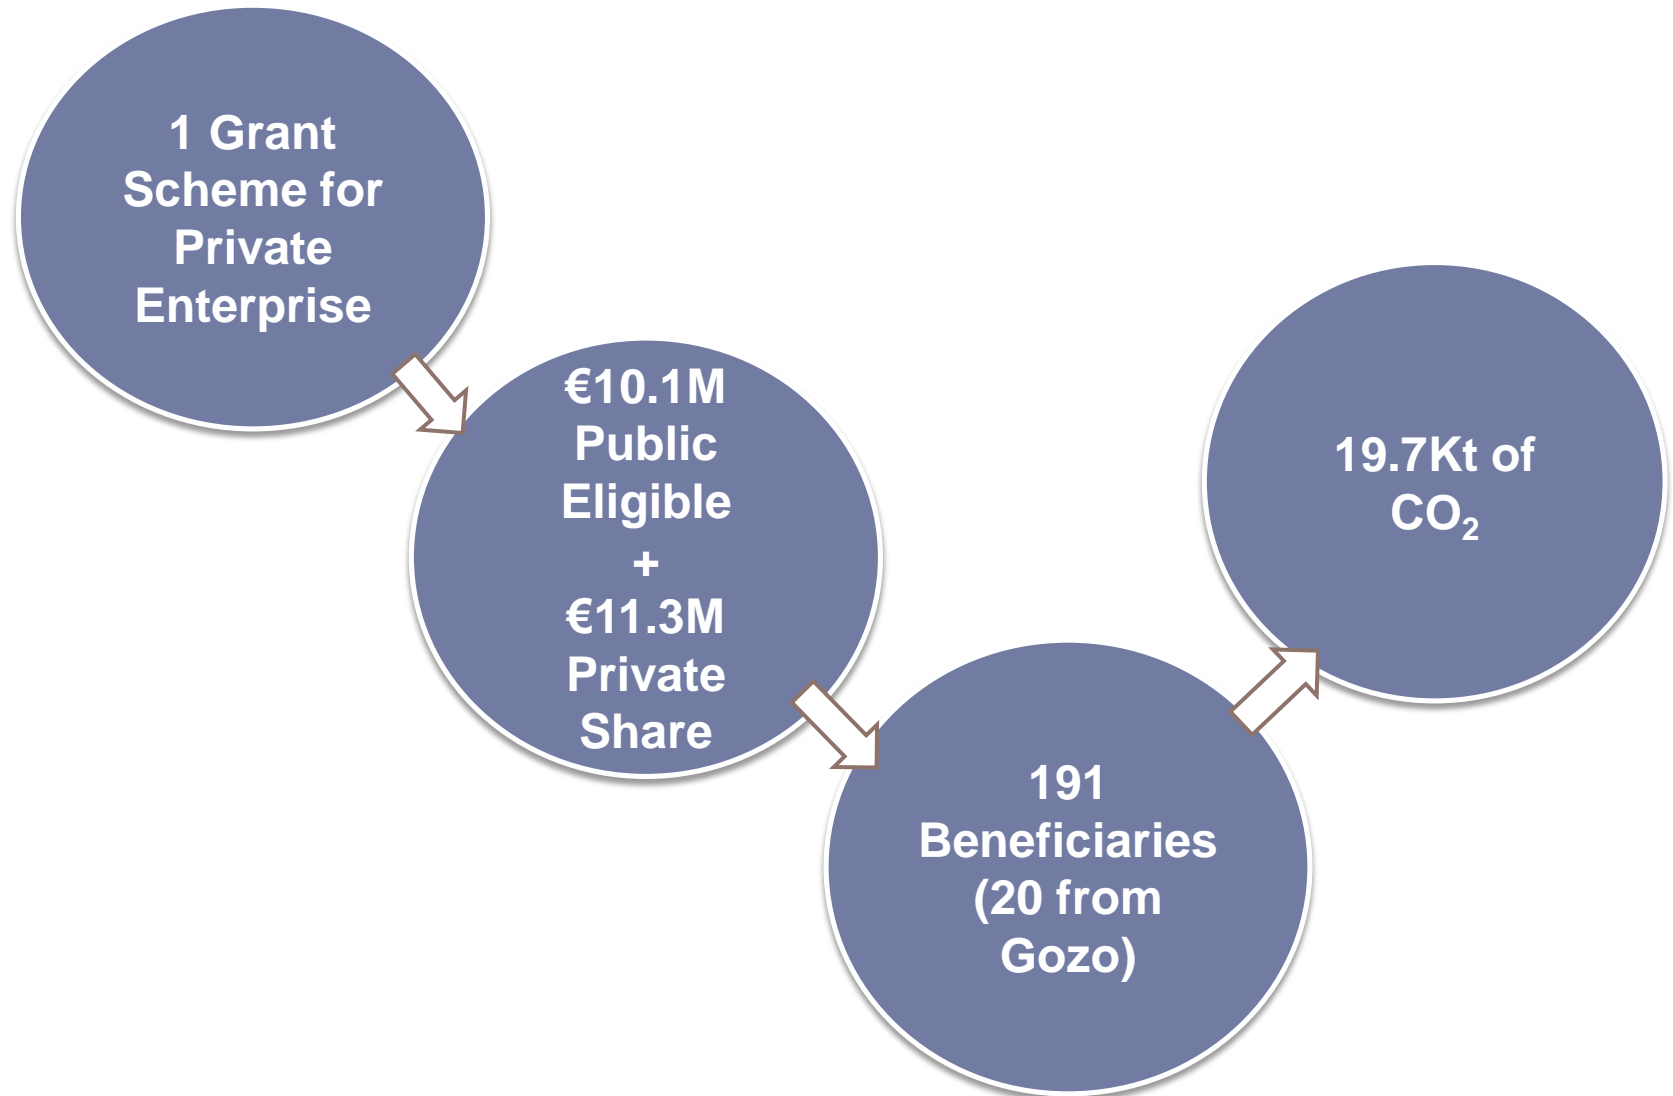 1 Grant
Scheme for
Private
Enterprise
€10.1M
Public
Eligible
+
€11.3M
Private
Share
191
Beneficiaries
(20 from
Gozo)
19.7Kt of
CO₂